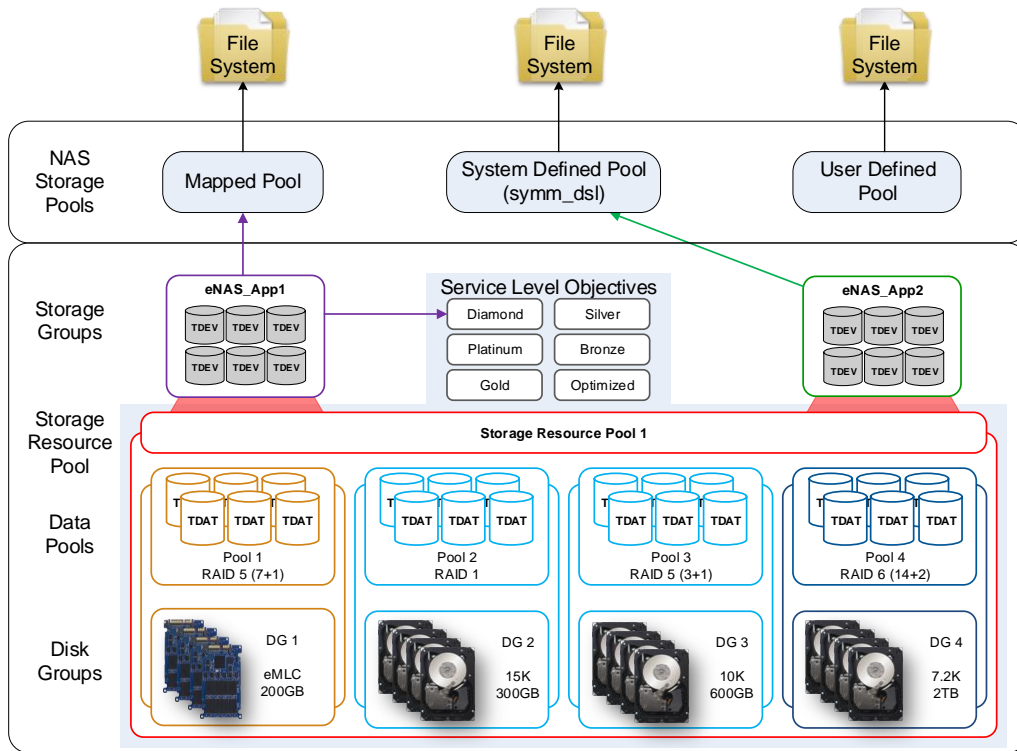 File
System
File
System
File
System
NAS
Storage
Pools
Mapped Pool
System Defined Pool
(symm_dsl)
User Defined
Pool
Storage
Groups
eNAS_App1
TDEV TDEV TDEV
TDEV TDEV TDEV
Service Level Objectives
Diamond Silver
Platinum Bronze
Gold Optimized
eNAS_App2
TDEV TDEV TDEV
TDEV TDEV TDEV
Storage
Resource
Pool
Storage Resource Pool 1
Data
Pools
TDAT TDAT TDAT
Pool 1
RAID 5 (7+1)
TDAT TDAT TDAT
Pool 2
RAID 1
TDAT TDAT TDAT
Pool 3
RAID 5 (3+1)
TDAT TDAT TDAT
Pool 4
RAID 6 (14+2)
Disk
Groups
DG 1
eMLC
200GB
DG 2
15K
300GB
DG 3
10K
600GB
DG 4
7.2K
2TB